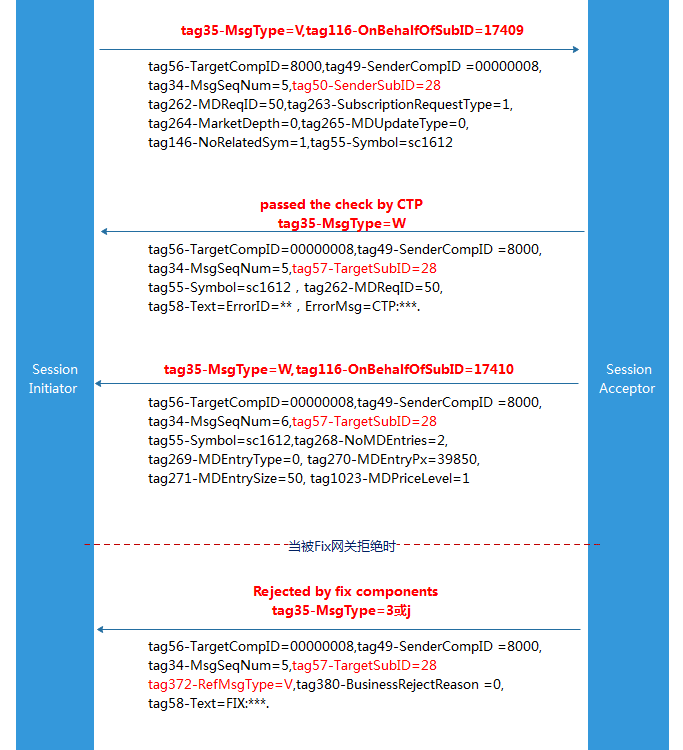 tag35-MsgType=V,tag116-OnBehalfOfSubID=17409
tag56-TargetCompID=8000,tag49-SenderCompID =00000008,
tag34-MsgSeqNum=5,tag50-SenderSubID=28
tag262-MDReqID=50,tag263-SubscriptionRequestType=1,
tag264-MarketDepth=0,tag265-MDUpdateType=0,
tag146-NoRelatedSym=1,tag55-Symbol=sc1612
passed the check by CTP
tag35-MsgType=W
tag56-TargetCompID=00000008,tag49-SenderCompID =8000,
tag34-MsgSeqNum=5,tag57-TargetSubID=28
tag55-Symbol=sc1612，tag262-MDReqID=50,
tag58-Text=ErrorID=**，ErrorMsg=CTP:***.
Session
Initiator
tag35-MsgType=W,tag116-OnBehalfOfSubID=17410
Session
Acceptor
tag56-TargetCompID=00000008,tag49-SenderCompID =8000,
tag34-MsgSeqNum=6,tag57-TargetSubID=28
tag55-Symbol=sc1612,tag268-NoMDEntries=2,
tag269-MDEntryType=0, tag270-MDEntryPx=39850,
tag271-MDEntrySize=50, tag1023-MDPriceLevel=1
当被Fix网关拒绝时
Rejected by fix components
tag35-MsgType=3或j
tag56-TargetCompID=00000008,tag49-SenderCompID =8000,
tag34-MsgSeqNum=5,tag57-TargetSubID=28
tag372-RefMsgType=V,tag380-BusinessRejectReason =0,
tag58-Text=FIX:***.